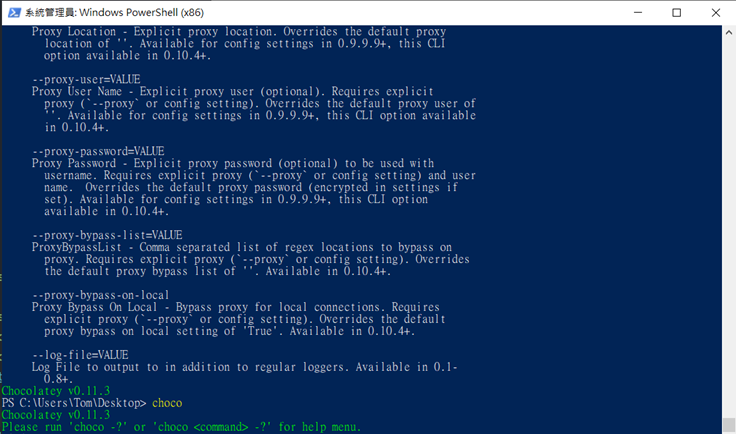 系統管理員: Windows PowerShell (x86)
Proxy Location - Explicit proxy location. Overrides the default proxy
location of ''. Available for config settings in 0.9.9.9+, this CLI
option available in 0.10.4+.
--proxy-user=VALUE
Proxy User Name - Explicit proxy user (optional). Requires explicit
proxy (`--proxy` or config setting). Overrides the default proxy user of
''. Available for config settings in 0.9.9.9+, this CLI option available
in 0.10.4+.
--proxy-password=VALUE
Proxy Password - Explicit proxy password (optional) to be used with
username. Requires explicit proxy (`--proxy` or config setting) and user
name.  Overrides the default proxy password (encrypted in settings if
set). Available for config settings in 0.9.9.9+, this CLI option
available in 0.10.4+.
--proxy-bypass-list=VALUE
ProxyBypassList - Comma separated list of regex locations to bypass on
proxy. Requires explicit proxy (`--proxy` or config setting). Overrides
the default proxy bypass list of ''. Available in 0.10.4+.
--proxy-bypass-on-local
Proxy Bypass On Local - Bypass proxy for local connections. Requires
explicit proxy (`--proxy` or config setting). Overrides the default
proxy bypass on local setting of 'True'. Available in 0.10.4+.
--log-file=VALUE
Log File to output to in addition to regular loggers. Available in 0.1-
0.8+.
Chocolatey v0.11.3
PS C:\Users\Tom\Desktop> choco
Chocolatey v0.11.3
Please run 'choco -?' or 'choco <command> -?' for help menu.